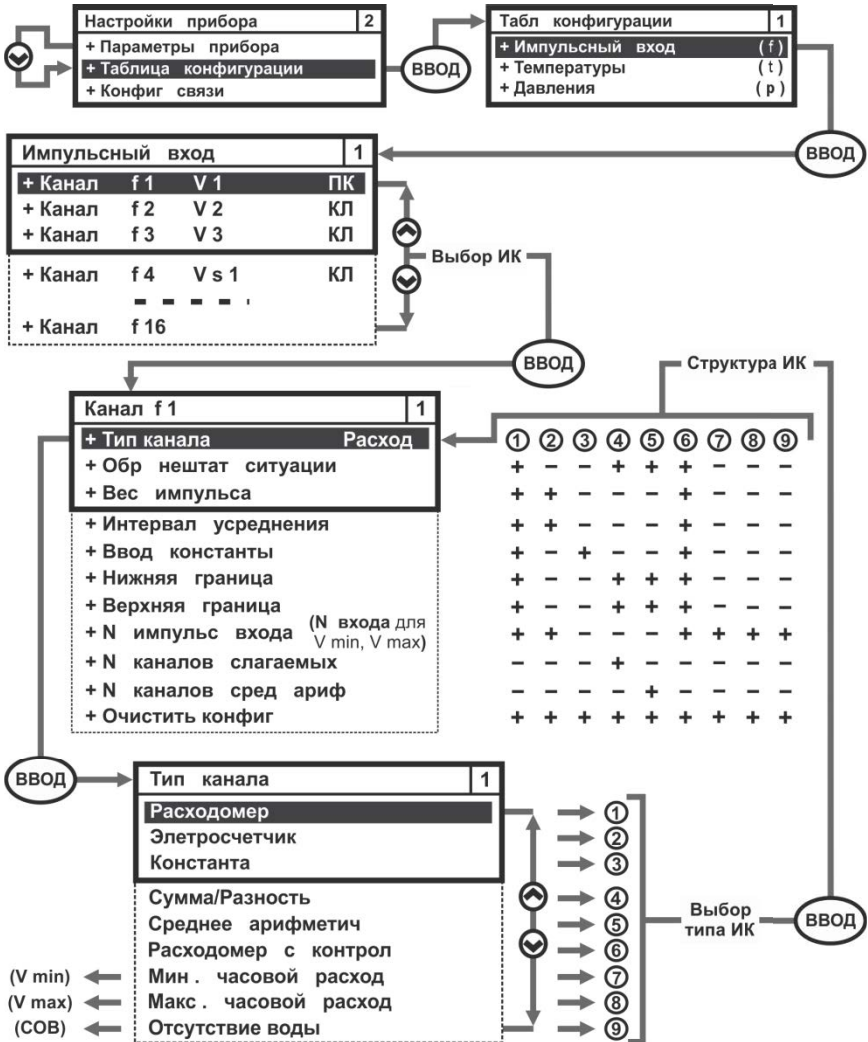 Настройки прибора 2
+ Параметры прибора
+ Таблица конфигурации
+ Конфиг связи
ВВОД
Табл конфигурации 1
+ Импульсный вход (f)
+ Температуры (t)
+ Давления (p)
ВВОД
Импульсный вход 1
+ Канал f 1 V 1 ПК
+ Канал f 2 V 2 КЛ
+ Канал f 3 V 3 КЛ
+ Канал f 4 V s 1 КЛ
+ Канал f 16
Выбор ИК
ВВОД
Структура ИК
Канал f 1 1
+ Тип канала Расход
+ Обр нештат ситуации
+ Вес импульса
+ Интервал усреднения
+ Ввод константы
+ Нижняя граница
+ Верхняя граница
+ N импульс входа (N входа для
V min, V max)
+ N каналов слагаемых
+ N каналов сред ариф
+ Очистить конфиг
① ② ③ ④ ⑤ ⑥ ⑦ ⑧ ⑨
+ − − + + + − − −
+ + − − − + − − −
+ + − − − + − − −
+ − + − − + − − −
+ − − + + + − − −
+ − − + + + − − −
+ + − − − + + + +
− − − + − − − − −
− − − − + − − − −
+ + + + + + + + +
ВВОД
Тип канала 1
Расходомер ①
Элетросчетчик ②
Константа ③
Сумма/Разность ④
Среднее арифметич ⑤
Расходомер с контрол ⑥
(V min) Мин . часовой расход ⑦
(V max) Макс . часовой расход ⑧
(СОВ) Отсутствие воды ⑨
Выбор
типа ИК
ВВОД